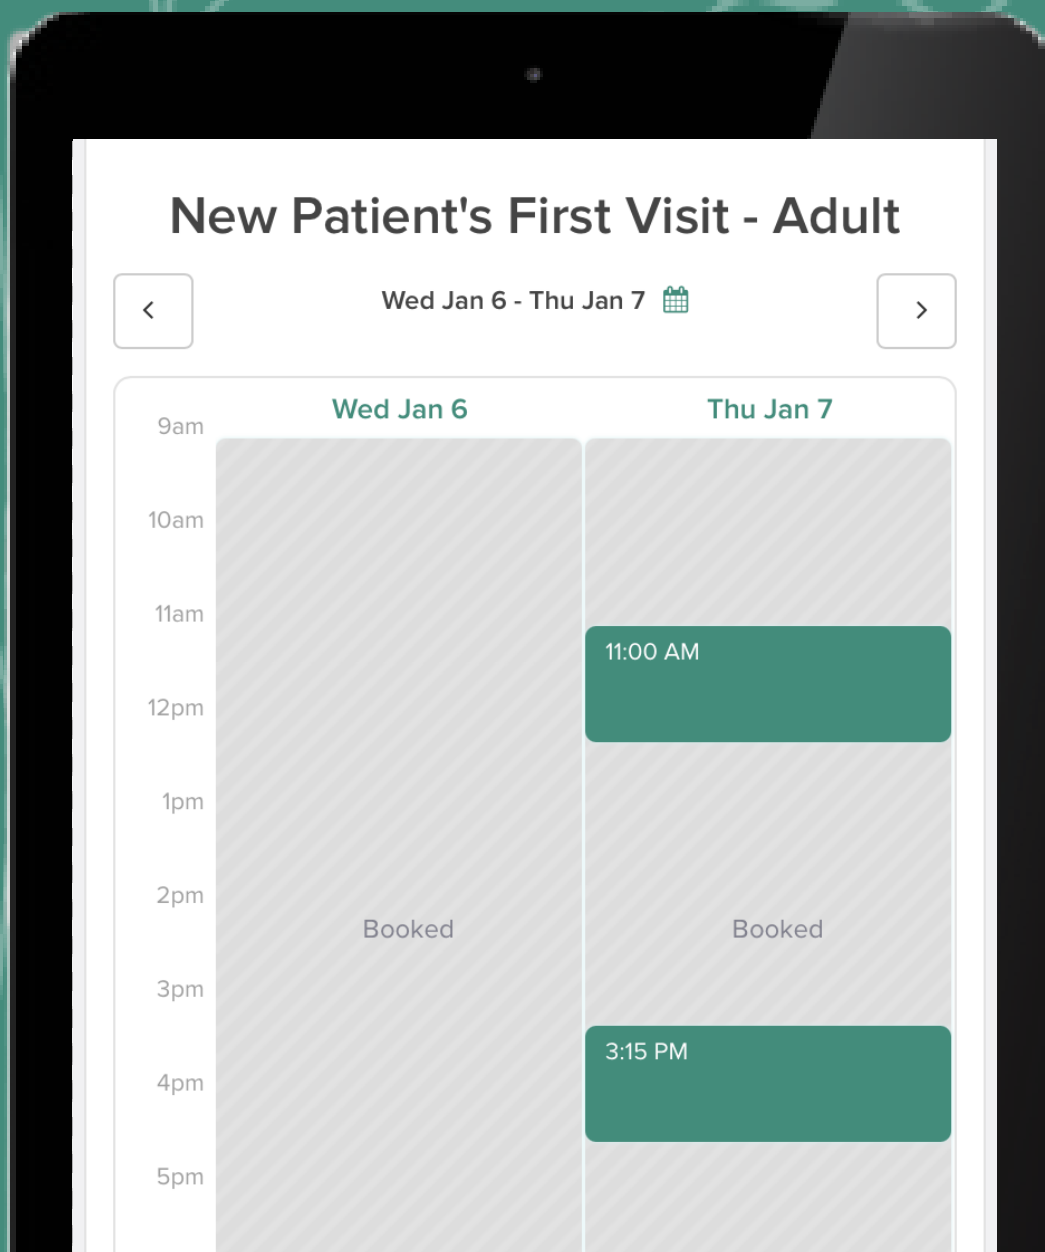 New Patient's First Visit - Adult
Wed Jan 6 - Thu Jan 7
Wed Jan 6
Thu Jan 7
9am
10am
11am
11:00 AM
12pm
1pm
2pm
Booked
Booked
3pm
3:15 PM
4pm
5pm